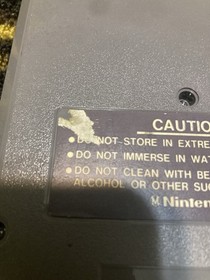 CAUTIO
• DO NOT STORE IN EXTRE
• DO NOT IMMERSE IN WAT
• DO NOT CLEAN WITH BE
ALCOHOL OR OTHER SUC
Ninten